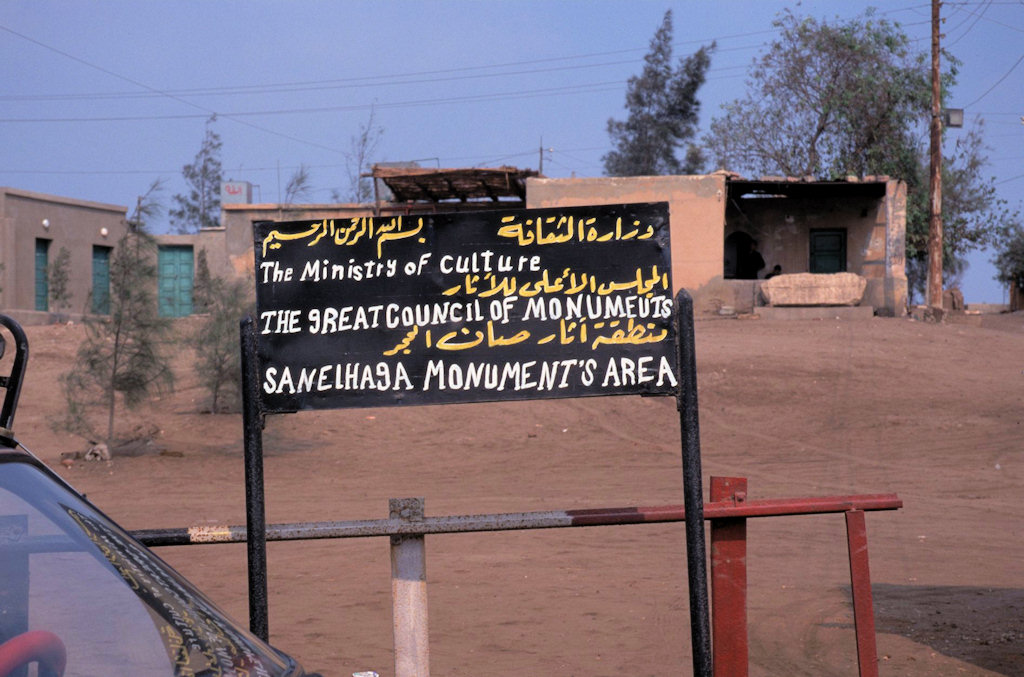 بسم الله الرحمن الرحيم
وزارة الثقافة
The Ministry of culture
المجلس الأعلى للآثار
THE GREAT COUNCIL OF MONUMEUTS
منطقة آثار صان الحجر
SANELHAGA MONUMENT'S AREA